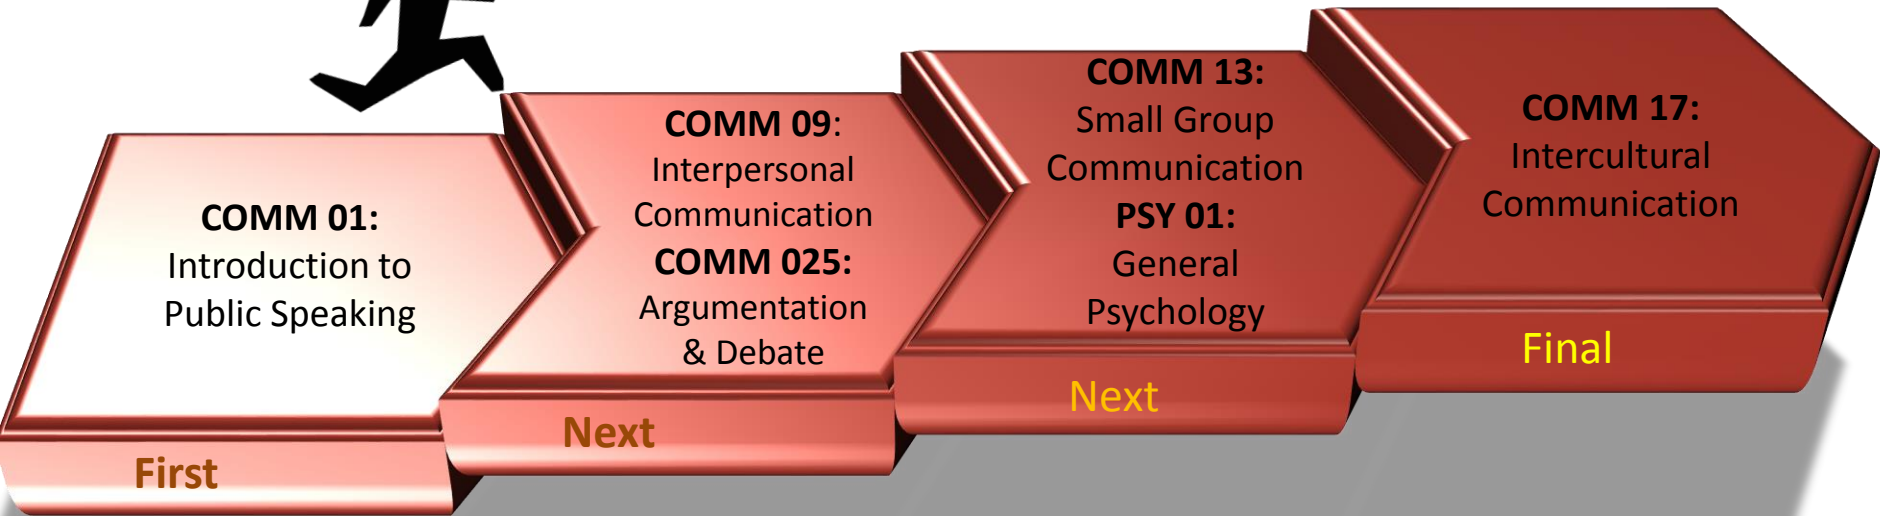 COMM 01:
Introduction to
Public Speaking
First
COMM 09:
Interpersonal
Communication
COMM 025:
Argumentation
& Debate
Next
COMM 13:
Small Group
Communication
PSY 01:
General
Psychology
Next
COMM 17:
Intercultural
Communication
Final